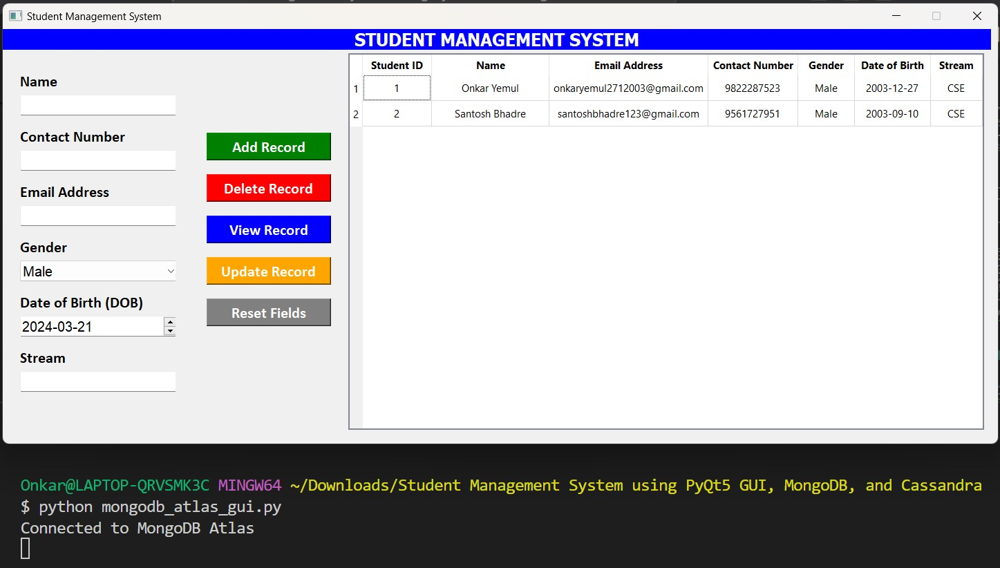 Student Management System
STUDENT MANAGEMENT SYSTEM
Name
Contact Number
Email Address
Gender
Male
Date of Birth (DOB)
2024-03-21
Stream
Add Record
Delete Record
View Record
Update Record
Reset Fields
Student ID Name Email Address Contact Number Gender Date of Birth Stream
1 1 Onkar Yemul onkaryemul2712003@gmail.com 9822287523 Male 2003-12-27 CSE
2 2 Santosh Bhadre santoshbhadre123@gmail.com 9561727951 Male 2003-09-10 CSE
Onkar@LAPTOP-QRVSMK3C MINGW64 ~/Downloads/Student Management System using PyQt5 GUI, MongoDB, and Cassandra
$ python mongodb_atlas_gui.py
Connected to MongoDB Atlas